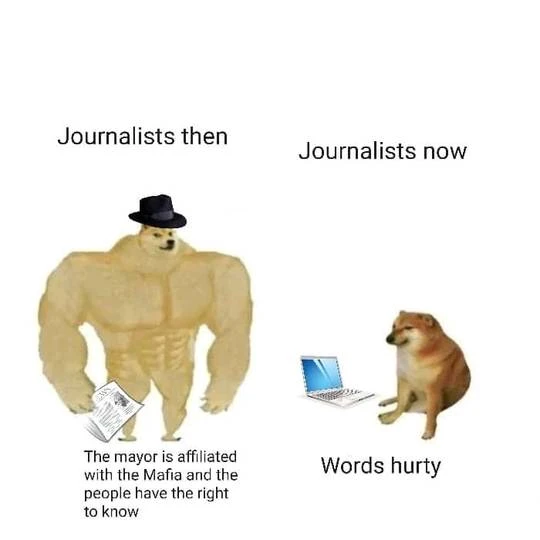 Journalists then
Journalists now
The mayor is affiliated
with the Mafia and the
people have the right
to know
Words hurty